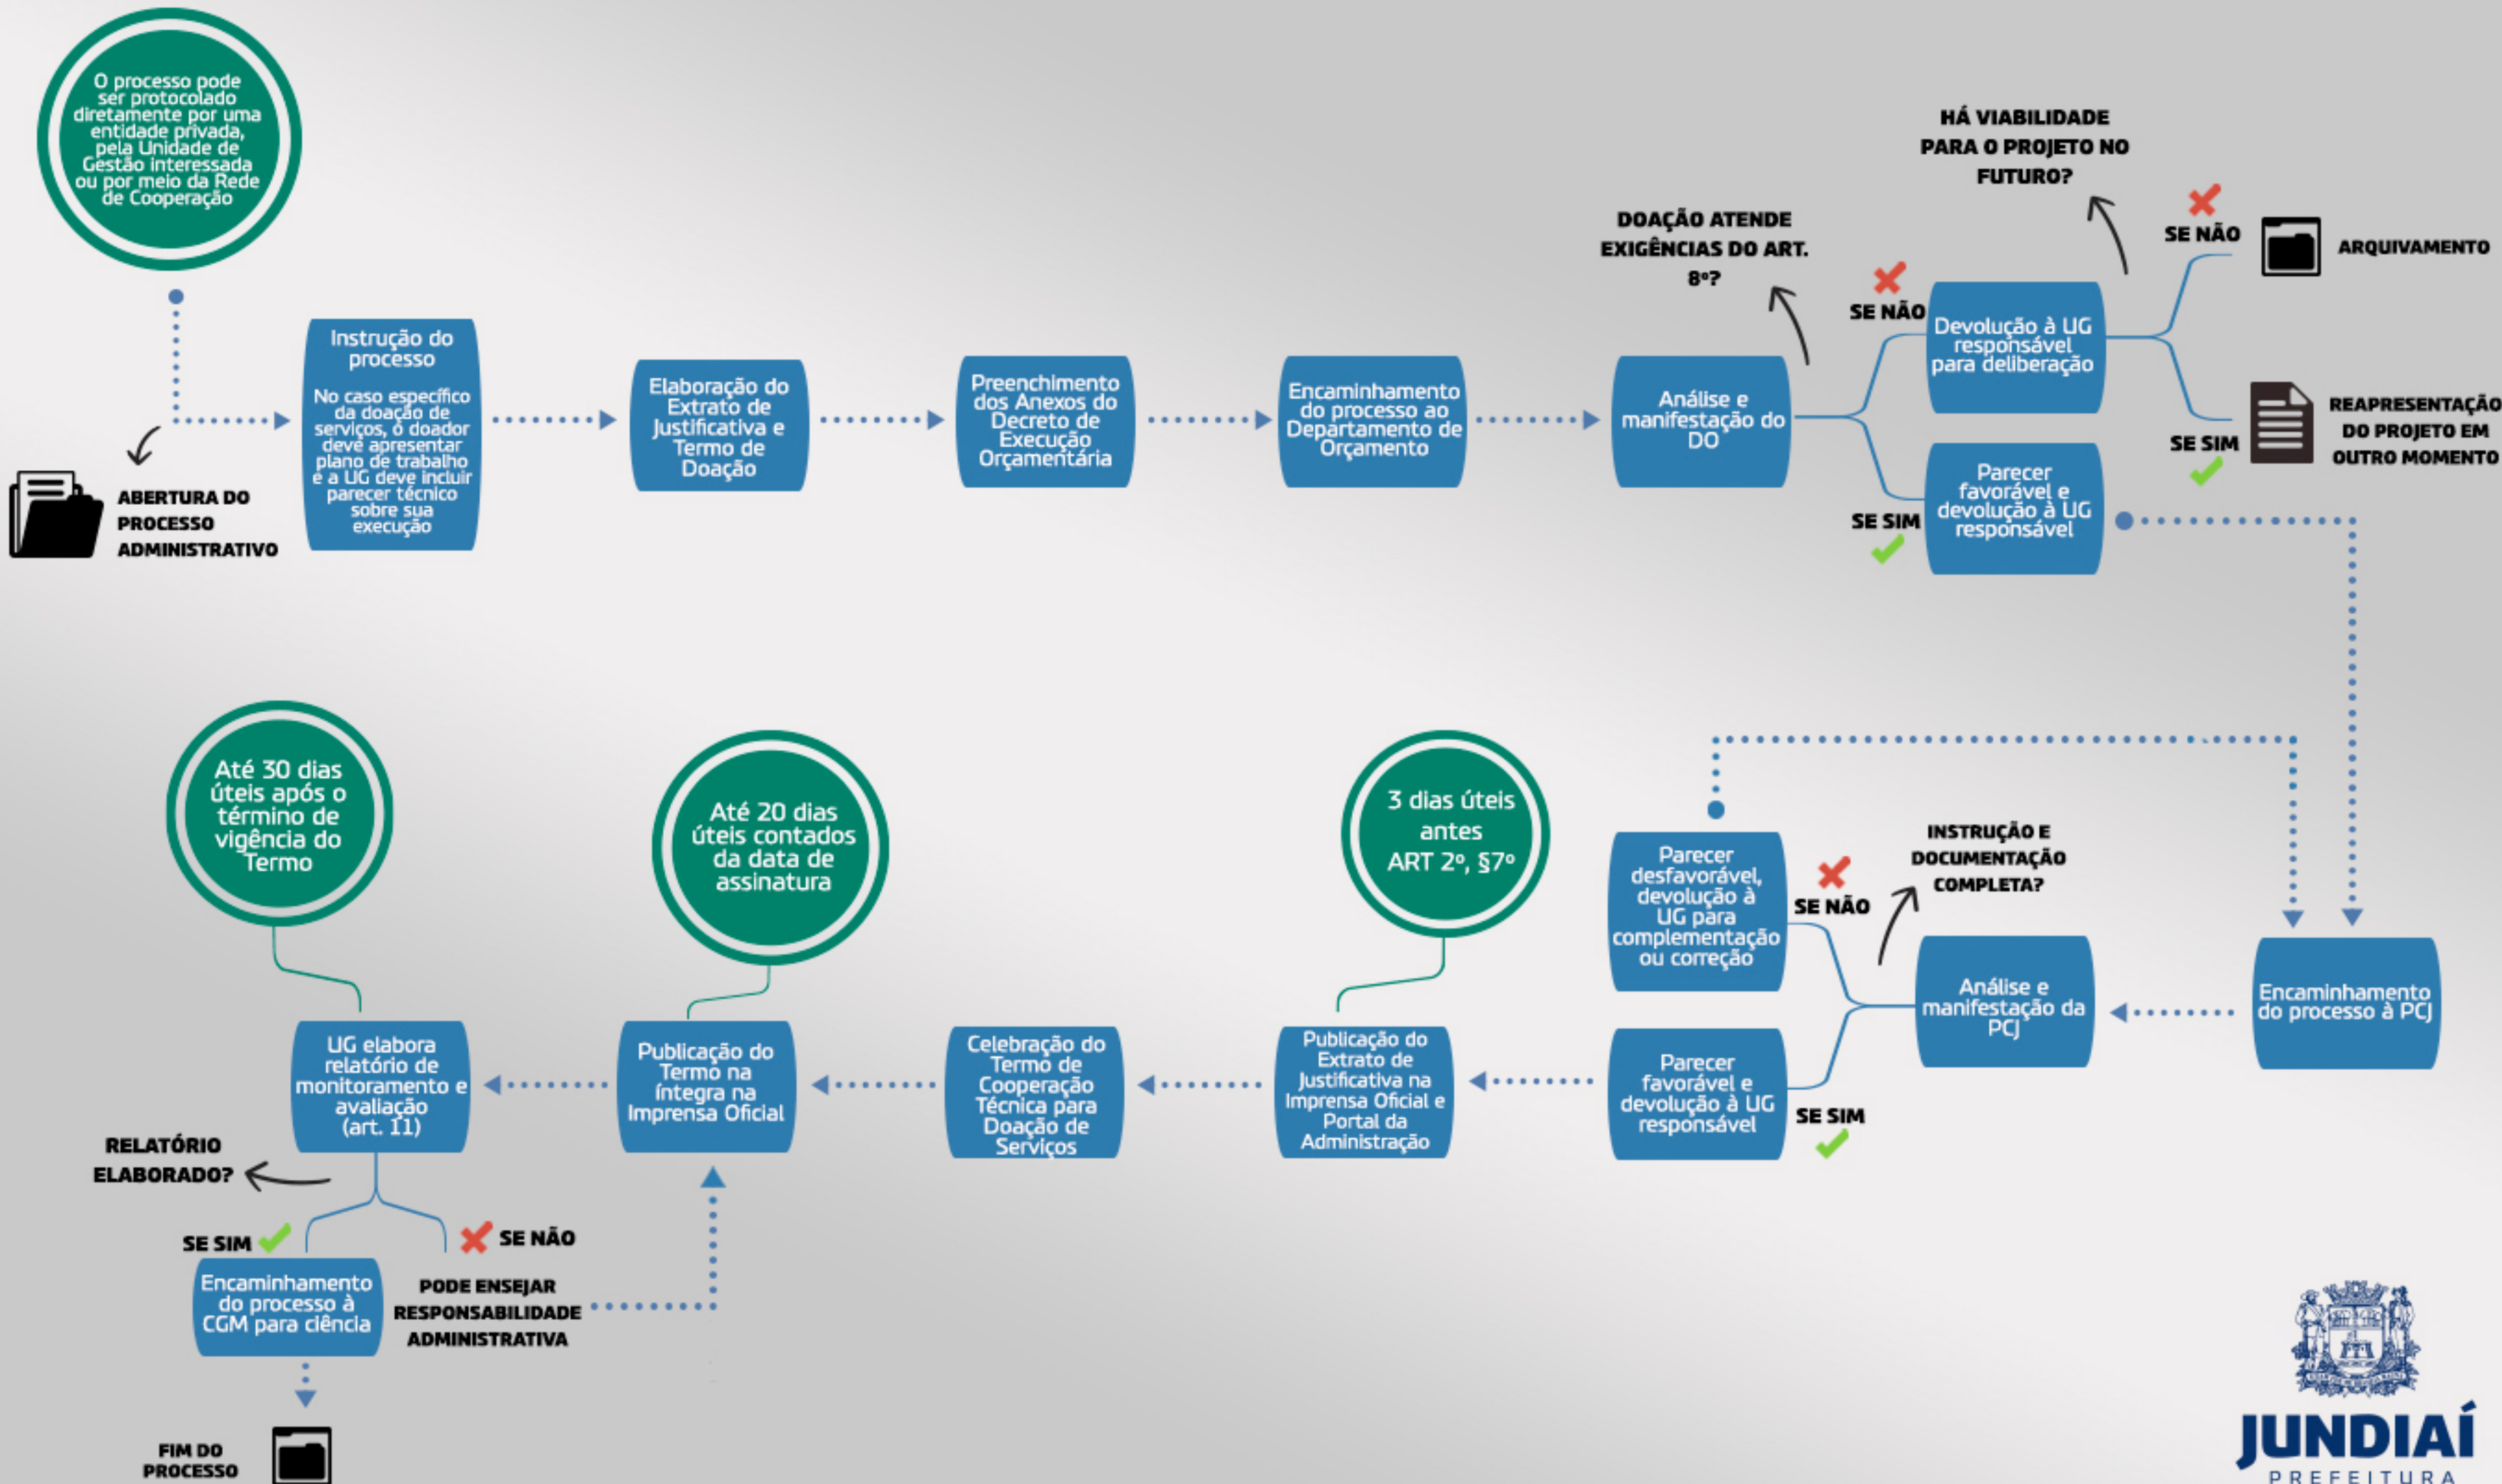 O processo pode
ser protocolado
diretamente por uma
entidade privada,
pela Unidade de
Gestão interessada
ou por meio da Rede
de Cooperação
ABERTURA DO
PROCESSO
ADMINISTRATIVO
Instrução do
processo
No caso específico
da doação de
serviços, o doador
deve apresentar
plano de trabalho
e a UG deve incluir
parecer técnico
sobre sua
execução
Elaboração do
Extrato de
Justificativa e
Termo de
Doação
Preenchimento
dos Anexos do
Decreto de
Execução
Orçamentária
Encaminhamento
do processo ao
Departamento de
Orçamento
DOAÇÃO ATENDE
EXIGÊNCIAS DO ART.
8º?
Análise e
manifestação do
DO
SE NÃO
Devolução à UG
responsável
para deliberação
HÁ VIABILIDADE
PARA O PROJETO NO
FUTURO?
SE NÃO
ARQUIVAMENTO
SE SIM
REAPRESENTAÇÃO
DO PROJETO EM
OUTRO MOMENTO
SE SIM
Parecer
favorável e
devolução à UG
responsável
Encaminhamento
do processo à PCJ
Análise e
manifestação da
PCJ
INSTRUÇÃO E
DOCUMENTAÇÃO
COMPLETA?
SE NÃO
Parecer
desfavorável,
devolução à
UG para
complementação
ou correção
SE SIM
Parecer
favorável e
devolução à UG
responsável
3 dias úteis
antes
ART 2º, §7º
Publicação do
Extrato de
Justificativa na
Imprensa Oficial e
Portal da
Administração
Celebração do
Termo de
Cooperação
Técnica para
Doação de
Serviços
Até 20 dias
úteis contados
da data de
assinatura
Publicação do
Termo na
íntegra na
Imprensa Oficial
Até 30 dias
úteis após o
término de
vigência do
Termo
UG elabora
relatório de
monitoramento e
avaliação
(art. 11)
RELATÓRIO
ELABORADO?
SE SIM
Encaminhamento
do processo à
CGM para ciência
SE NÃO
PODE ENSEJAR
RESPONSABILIDADE
ADMINISTRATIVA
FIM DO
PROCESSO
JUNDIAÍ
PREFEITURA